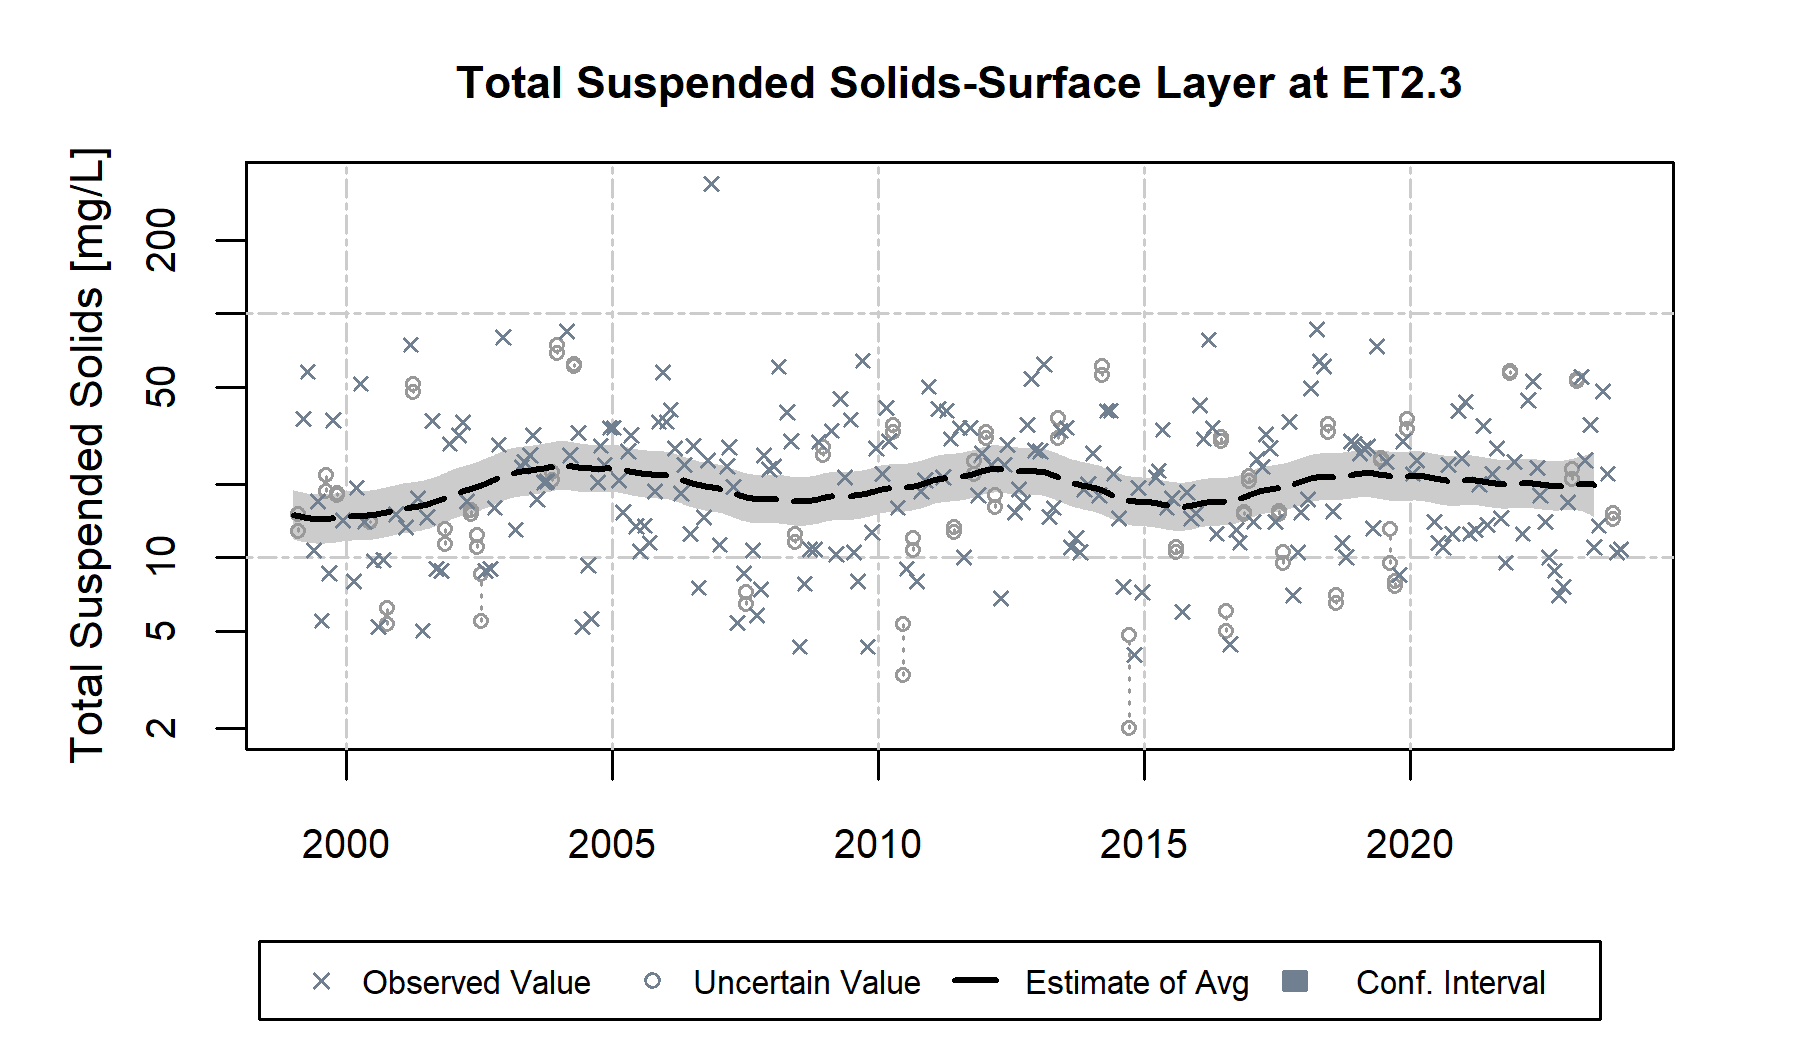 Total Suspended Solids-Surface Layer at ET2.3
Total Suspended Solids [mg/L]
200
50
10
5
2
2000 2005 2010 2015 2020
Observed Value Uncertain Value Estimate of Avg Conf. Interval